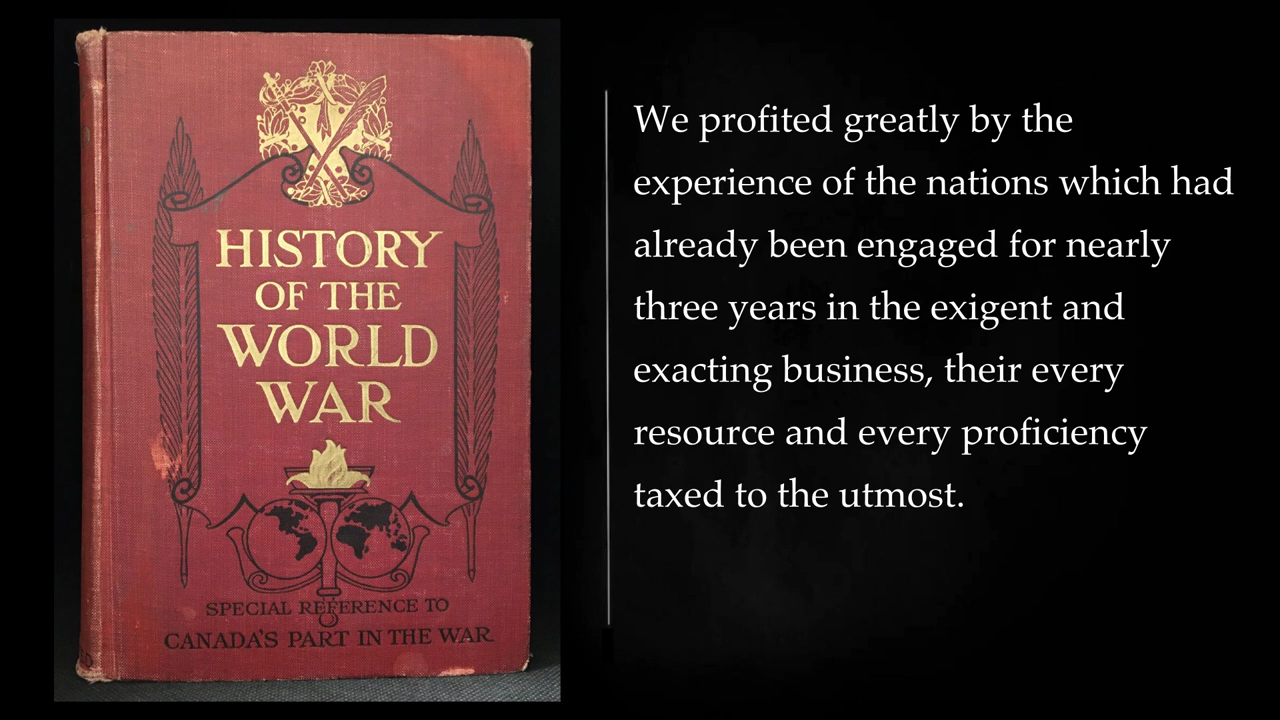 HISTORY
OF THE
WORLD
WAR
SPECIAL REFERENCE TO
CANADA'S PART IN THE WAR
We profited greatly by the
experience of the nations which had
already been engaged for nearly
three years in the exigent and
exacting business, their every
resource and every proficiency
taxed to the utmost.